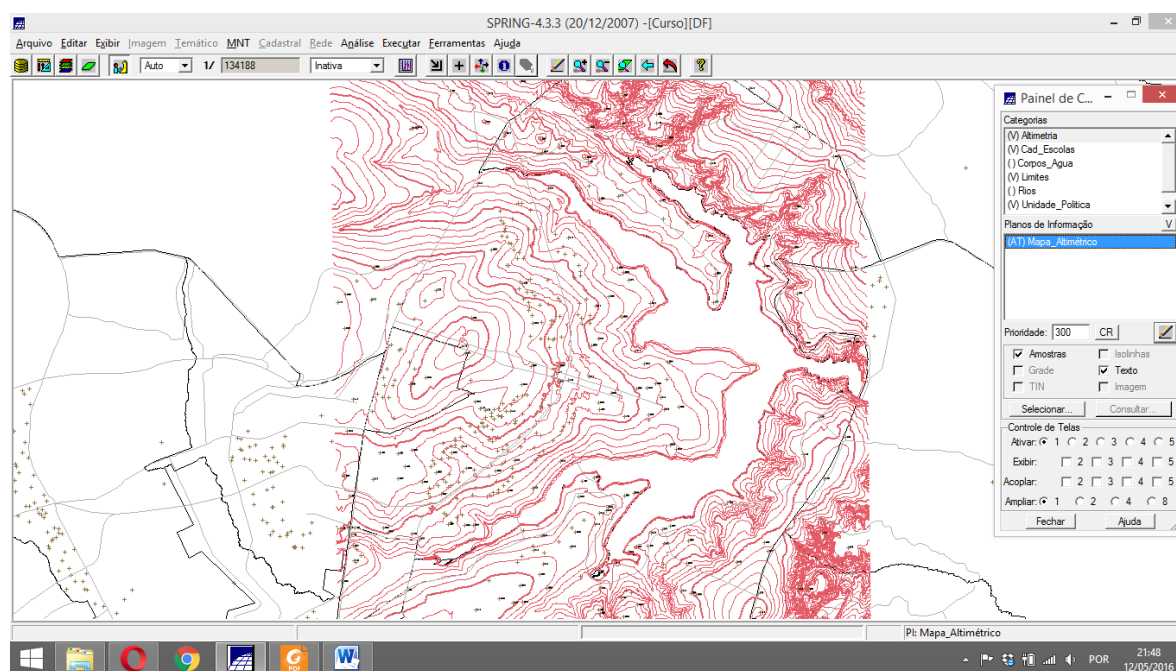 SPRING-4.3.3 (20/12/2007) -[Curso][DF]
Arquivo Editar Exibir Imagem Temático MNT Cadastral Rede Análise Executar Ferramentas Ajuda
Auto 1/ 134188 Inativa
Painel de C...
Categorias
(V) Altimetria
(V) Cad_Escolas
( ) Corpos_Agua
(V) Limites
( ) Rios
(V) Unidade_Politica
Planos de Informação V
(AT) Mapa_Altimétrico
Prioridade: 300 CR
Amostras Isolinhas
Grade Texto
TIN Imagem
Selecionar... Consultar...
Controle de Telas
Ativar: 1 2 3 4 5
Exibir: 2 3 4 5
Acoplar: 2 3 4 5
Ampliar: 1 2 4 8
Fechar Ajuda
PI: Mapa_Altimétrico
PDF
POR
21:48
12/05/2016